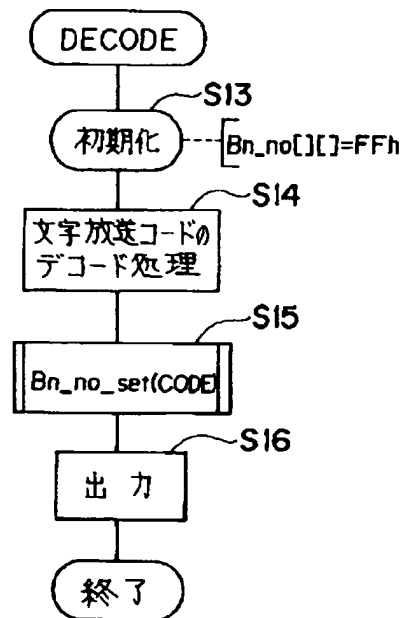 DECODE
S13
初期化
Bn_no[][]=FFh
S14
文字放送コードの
デコード処理
S15
Bn_no_set(CODE)
S16
出力
終了